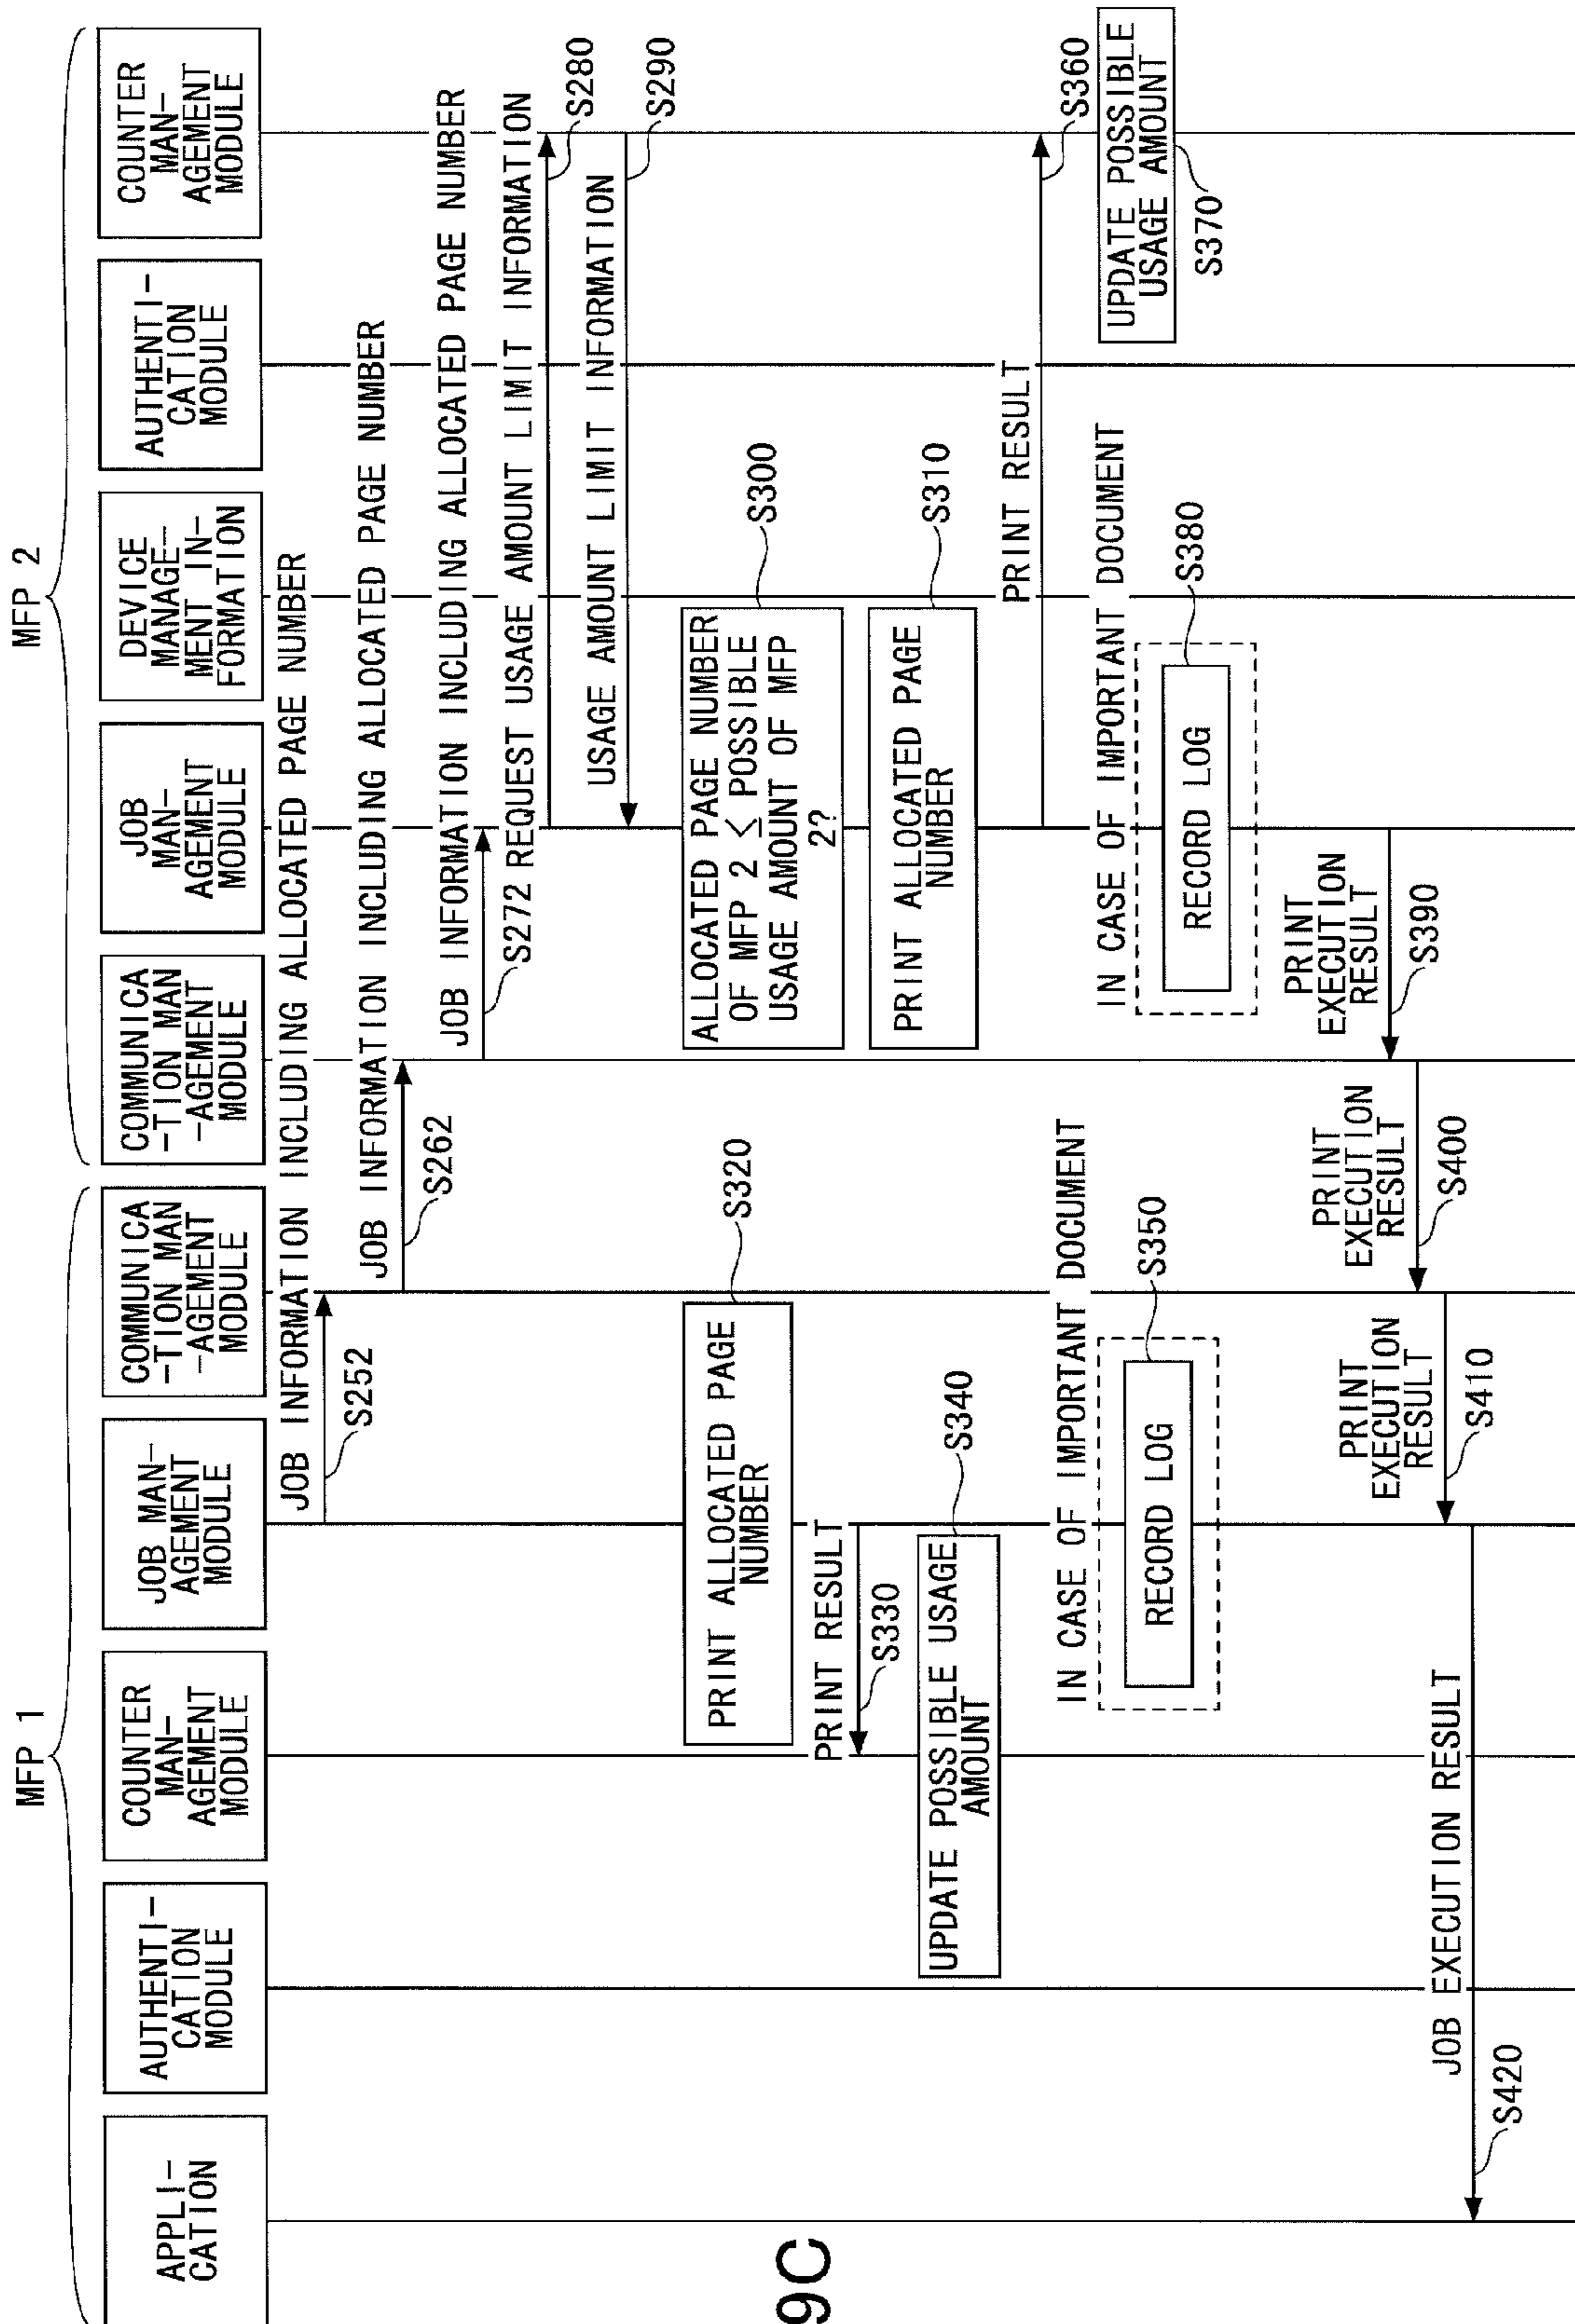 MFP 1
MFP 2
APPLI-
CATION
AUTHENTI-
CATION
MODULE
COUNTER
MAN-
AGEMENT
MODULE
JOB MAN-
AGEMENT
MODULE
COMMUNICA
-TION MAN
-AGEMENT
MODULE
COMMUNICA
-TION MAN
-AGEMENT
MODULE
JOB
MAN-
AGEMENT
MODULE
DEVICE
MANAGE-
MENT IN-
FORMATION
AUTHENTI-
CATION
MODULE
COUNTER
MAN-
AGEMENT
MODULE
JOB INFORMATION INCLUDING ALLOCATED PAGE NUMBER
S252
JOB INFORMATION INCLUDING ALLOCATED PAGE NUMBER
S262
JOB INFORMATION INCLUDING ALLOCATED PAGE NUMBER
S272 REQUEST USAGE AMOUNT LIMIT INFORMATION
S280
USAGE AMOUNT LIMIT INFORMATION
S290
ALLOCATED PAGE NUMBER
OF MFP 2 ≤ POSSIBLE
USAGE AMOUNT OF MFP
2?
S300
PRINT ALLOCATED PAGE
NUMBER
S310
PRINT ALLOCATED PAGE
NUMBER
S320
PRINT RESULT
S330
UPDATE POSSIBLE USAGE
AMOUNT
S340
IN CASE OF IMPORTANT DOCUMENT
RECORD LOG
S350
PRINT RESULT
S360
UPDATE POSSIBLE
USAGE AMOUNT
S370
IN CASE OF IMPORTANT DOCUMENT
RECORD LOG
S380
PRINT
EXECUTION
RESULT
S390
PRINT
EXECUTION
RESULT
S400
PRINT
EXECUTION
RESULT
S410
JOB EXECUTION RESULT
S420
9C